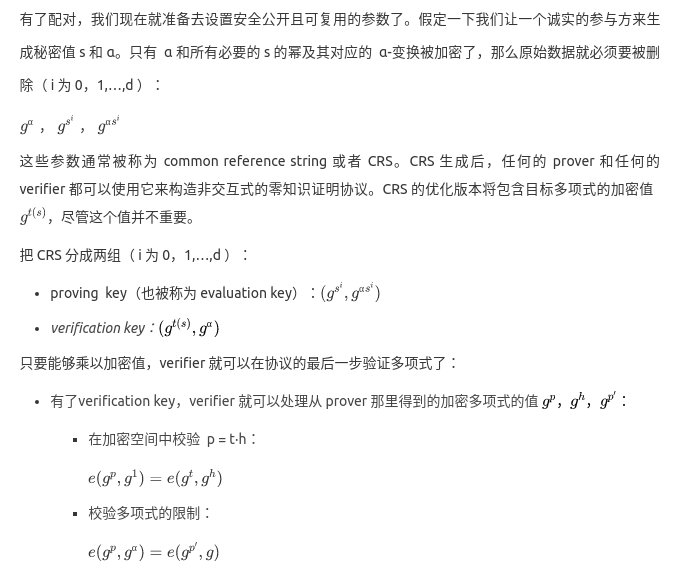 有了配对，我们现在就准备去设置安全公开且可复用的参数了。假定一下我们让一个诚实的参与方来生
成秘密值 s 和 α。只有 α 和所有必要的 s 的幂及其对应的 α-变换被加密了，那么原始数据就必须要被删
除（ i 为 0，1,…,d ）：
g^α ， g^{s^i} ， g^{αs^i}
这些参数通常被称为 common reference string 或者 CRS。CRS 生成后，任何的 prover 和任何的
verifier 都可以使用它来构造非交互式的零知识证明协议。CRS 的优化版本将包含目标多项式的加密值
g^{t(s)}，尽管这个值并不重要。
把 CRS 分成两组（ i 为 0，1,…,d ）：
• proving key（也被称为 evaluation key）：(g^{s^i}, g^{αs^i})
• verification key：(g^{t(s)}, g^α)
只要能够乘以加密值，verifier 就可以在协议的最后一步验证多项式了：
• 有了verification key，verifier 就可以处理从 prover 那里得到的加密多项式的值 g^p，g^h，g^{p′}：
▪ 在加密空间中校验 p = t·h：
e(g^p, g^1) = e(g^t, g^h)
▪ 校验多项式的限制：
e(g^p, g^α) = e(g^{p′}, g)